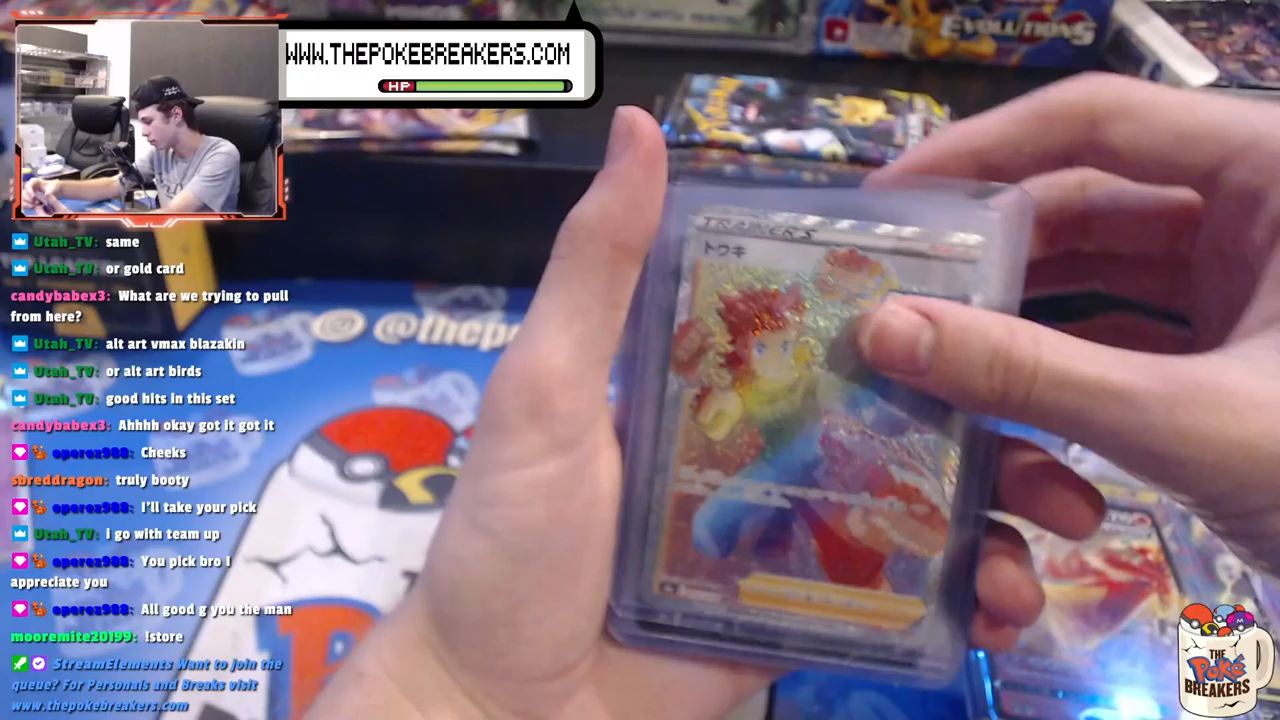 WWW.THEPOKEBREAKERS.COM
HP
EVOLUTIONS
TRAINERS
トウキ
@thep
Utah_TV: same
Utah_TV: or gold card
candybabex3: What are we trying to pull
from here?
Utah_TV: alt art vmax blazakin
Utah_TV: or alt art birds
Utah_TV: good hits in this set
candybabex3: Ahhhh okay got it got it
operez988: Cheeks
sbreddragon: truly booty
operez988: I'll take your pick
Utah_TV: i go with team up
operez988: You pick bro I
appreciate you
operez988: All good g you the man
mooremite20199: !store
StreamElements Want to join the
queue? For Personals and Breaks visit
www.thepokebreakers.com
THE
Poké
BREAKERS